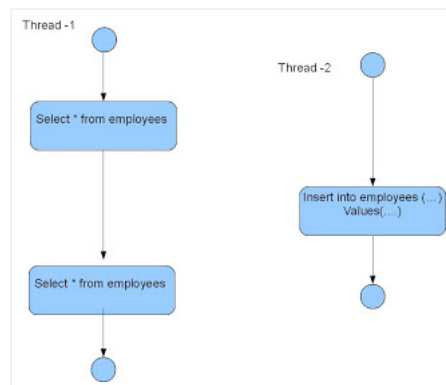 Thread -1
Select * from employees
Select * from employees
Thread -2
Insert into employees (...)
Values(....)